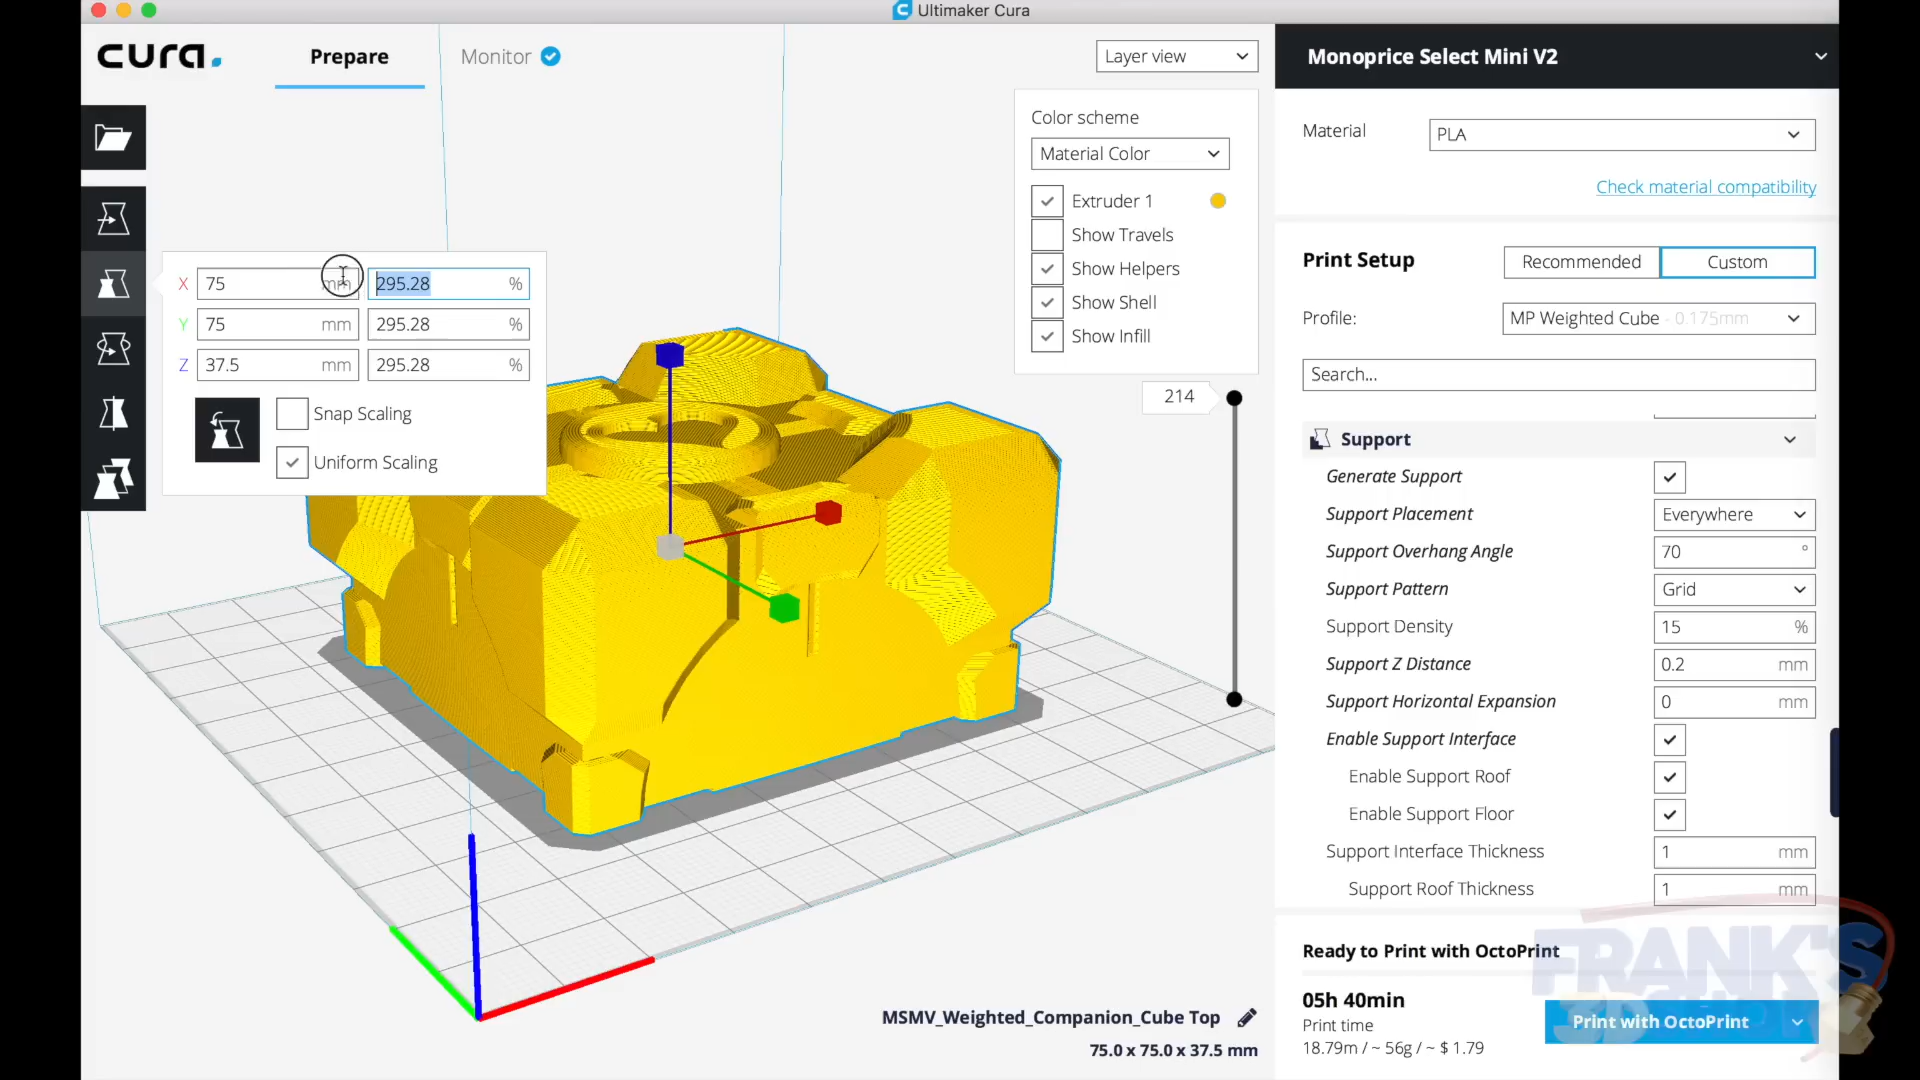 Ultimaker Cura
cura.
Prepare
Monitor
Layer view
Monoprice Select Mini V2
Color scheme
Material Color
Extruder 1
Show Travels
Show Helpers
Show Shell
Show Infill
Material
PLA
Check material compatibility
X 75 mm 295.28 %
Y 75 mm 295.28 %
Z 37.5 mm 295.28 %
Snap Scaling
Uniform Scaling
214
Print Setup
Recommended
Custom
Profile:
MP Weighted Cube - 0.175mm
Search...
Support
Generate Support
Support Placement Everywhere
Support Overhang Angle 70 °
Support Pattern Grid
Support Density 15 %
Support Z Distance 0.2 mm
Support Horizontal Expansion 0 mm
Enable Support Interface
Enable Support Roof
Enable Support Floor
Support Interface Thickness 1 mm
Support Roof Thickness 1 mm
Ready to Print with OctoPrint
FRANK'S
05h 40min
Print time
18.79m / ~ 56g / ~ $ 1.79
Print with OctoPrint
MSMV_Weighted_Companion_Cube Top
75.0 x 75.0 x 37.5 mm